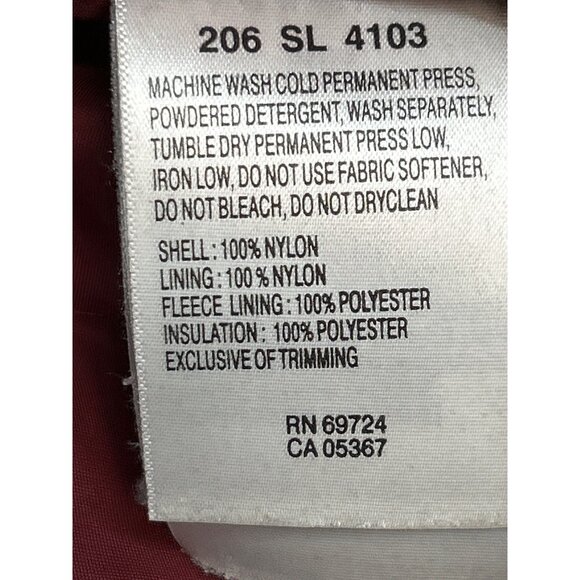 206 SL 4103
MACHINE WASH COLD PERMANENT PRESS,
POWDERED DETERGENT, WASH SEPARATELY,
TUMBLE DRY PERMANENT PRESS LOW,
IRON LOW, DO NOT USE FABRIC SOFTENER,
DO NOT BLEACH, DO NOT DRYCLEAN
SHELL : 100% NYLON
LINING : 100 % NYLON
FLEECE LINING : 100% POLYESTER
INSULATION : 100% POLYESTER
EXCLUSIVE OF TRIMMING
RN 69724
CA 05367